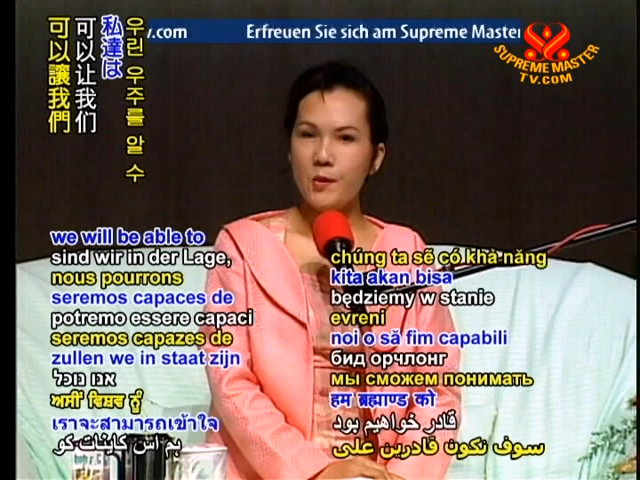 v.com Erfreuen Sie sich am Supreme Master
SUPREME MASTER
TV.COM
우린 우주를 알 수
私達は
可以让我们
可以讓我們
we will be able to
sind wir in der Lage,
nous pourrons
seremos capaces de
potremo essere capaci
seremos capazes de
zullen we in staat zijn
אנו נוכל
ਅਸੀਂ ਵਿਸ਼ਵ ਨੂੰ
เราจะสามารถเข้าใจ
ہم اس کائنات کو
chúng ta sẽ có khả năng
kita akan bisa
będziemy w stanie
evreni
noi o să fim capabili
бид орчлонг
мы сможем понимать
हम ब्रह्माण्ड को
قادر خواهیم بود
سوف نكون قادرين على